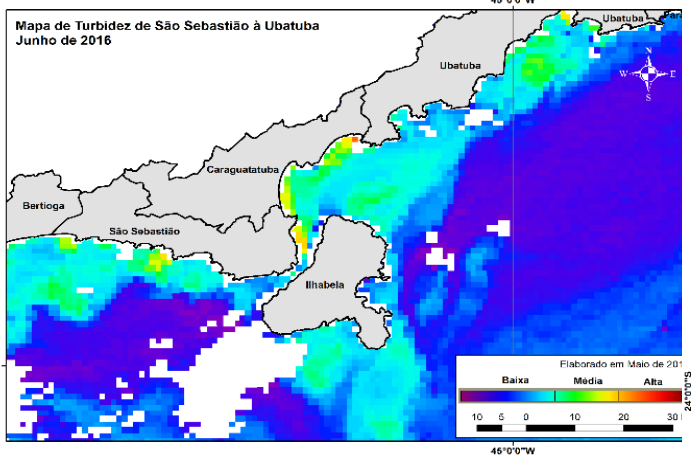 45°0'0"W
Mapa de Turbidez de São Sebastião à Ubatuba
Junho de 2016
Ubatuba
Ubatuba
N
W
E
S
Caraguatatuba
Bertioga
São Sebastião
Ilhabela
Elaborado em Maio de 201
Baixa Média Alta
10 5 0 10 20 30
24°0'0"S
45°0'0"W